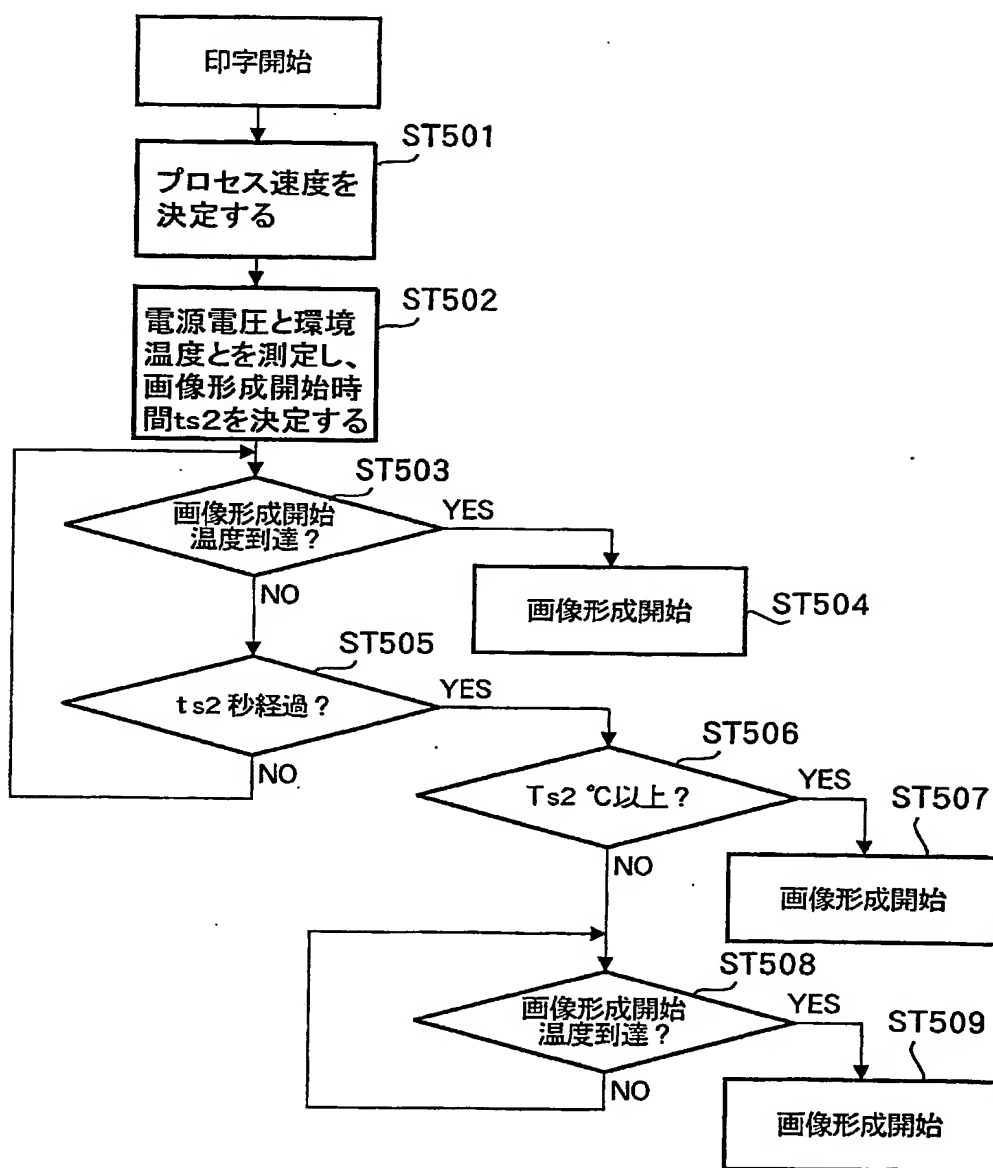 印字開始
ST501
プロセス速度を
決定する
ST502
電源電圧と環境
温度とを測定し、
画像形成開始時
間ts2を決定する
ST503
画像形成開始
温度到達？
YES
NO
画像形成開始
ST504
ST505
ts2 秒経過？
YES
NO
ST506
Ts2 ℃以上？
YES
NO
ST507
画像形成開始
ST508
画像形成開始
温度到達？
YES
NO
ST509
画像形成開始